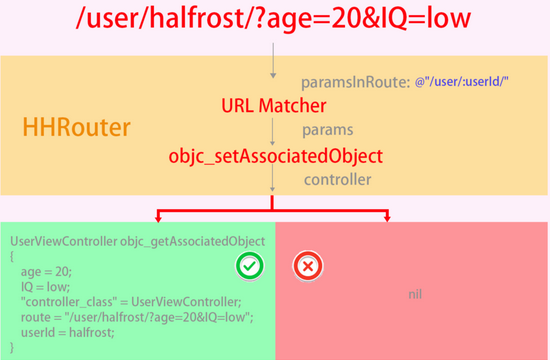 /user/halfrost/?age=20&IQ=low
paramsInRoute: @"/user/:userId/"
URL Matcher
HHRouter
params
objc_setAssociatedObject
controller
UserViewController objc_getAssociatedObject
{
age = 20;
IQ = low;
"controller_class" = UserViewController;
route = "/user/halfrost/?age=20&IQ=low";
userId = halfrost;
}
nil